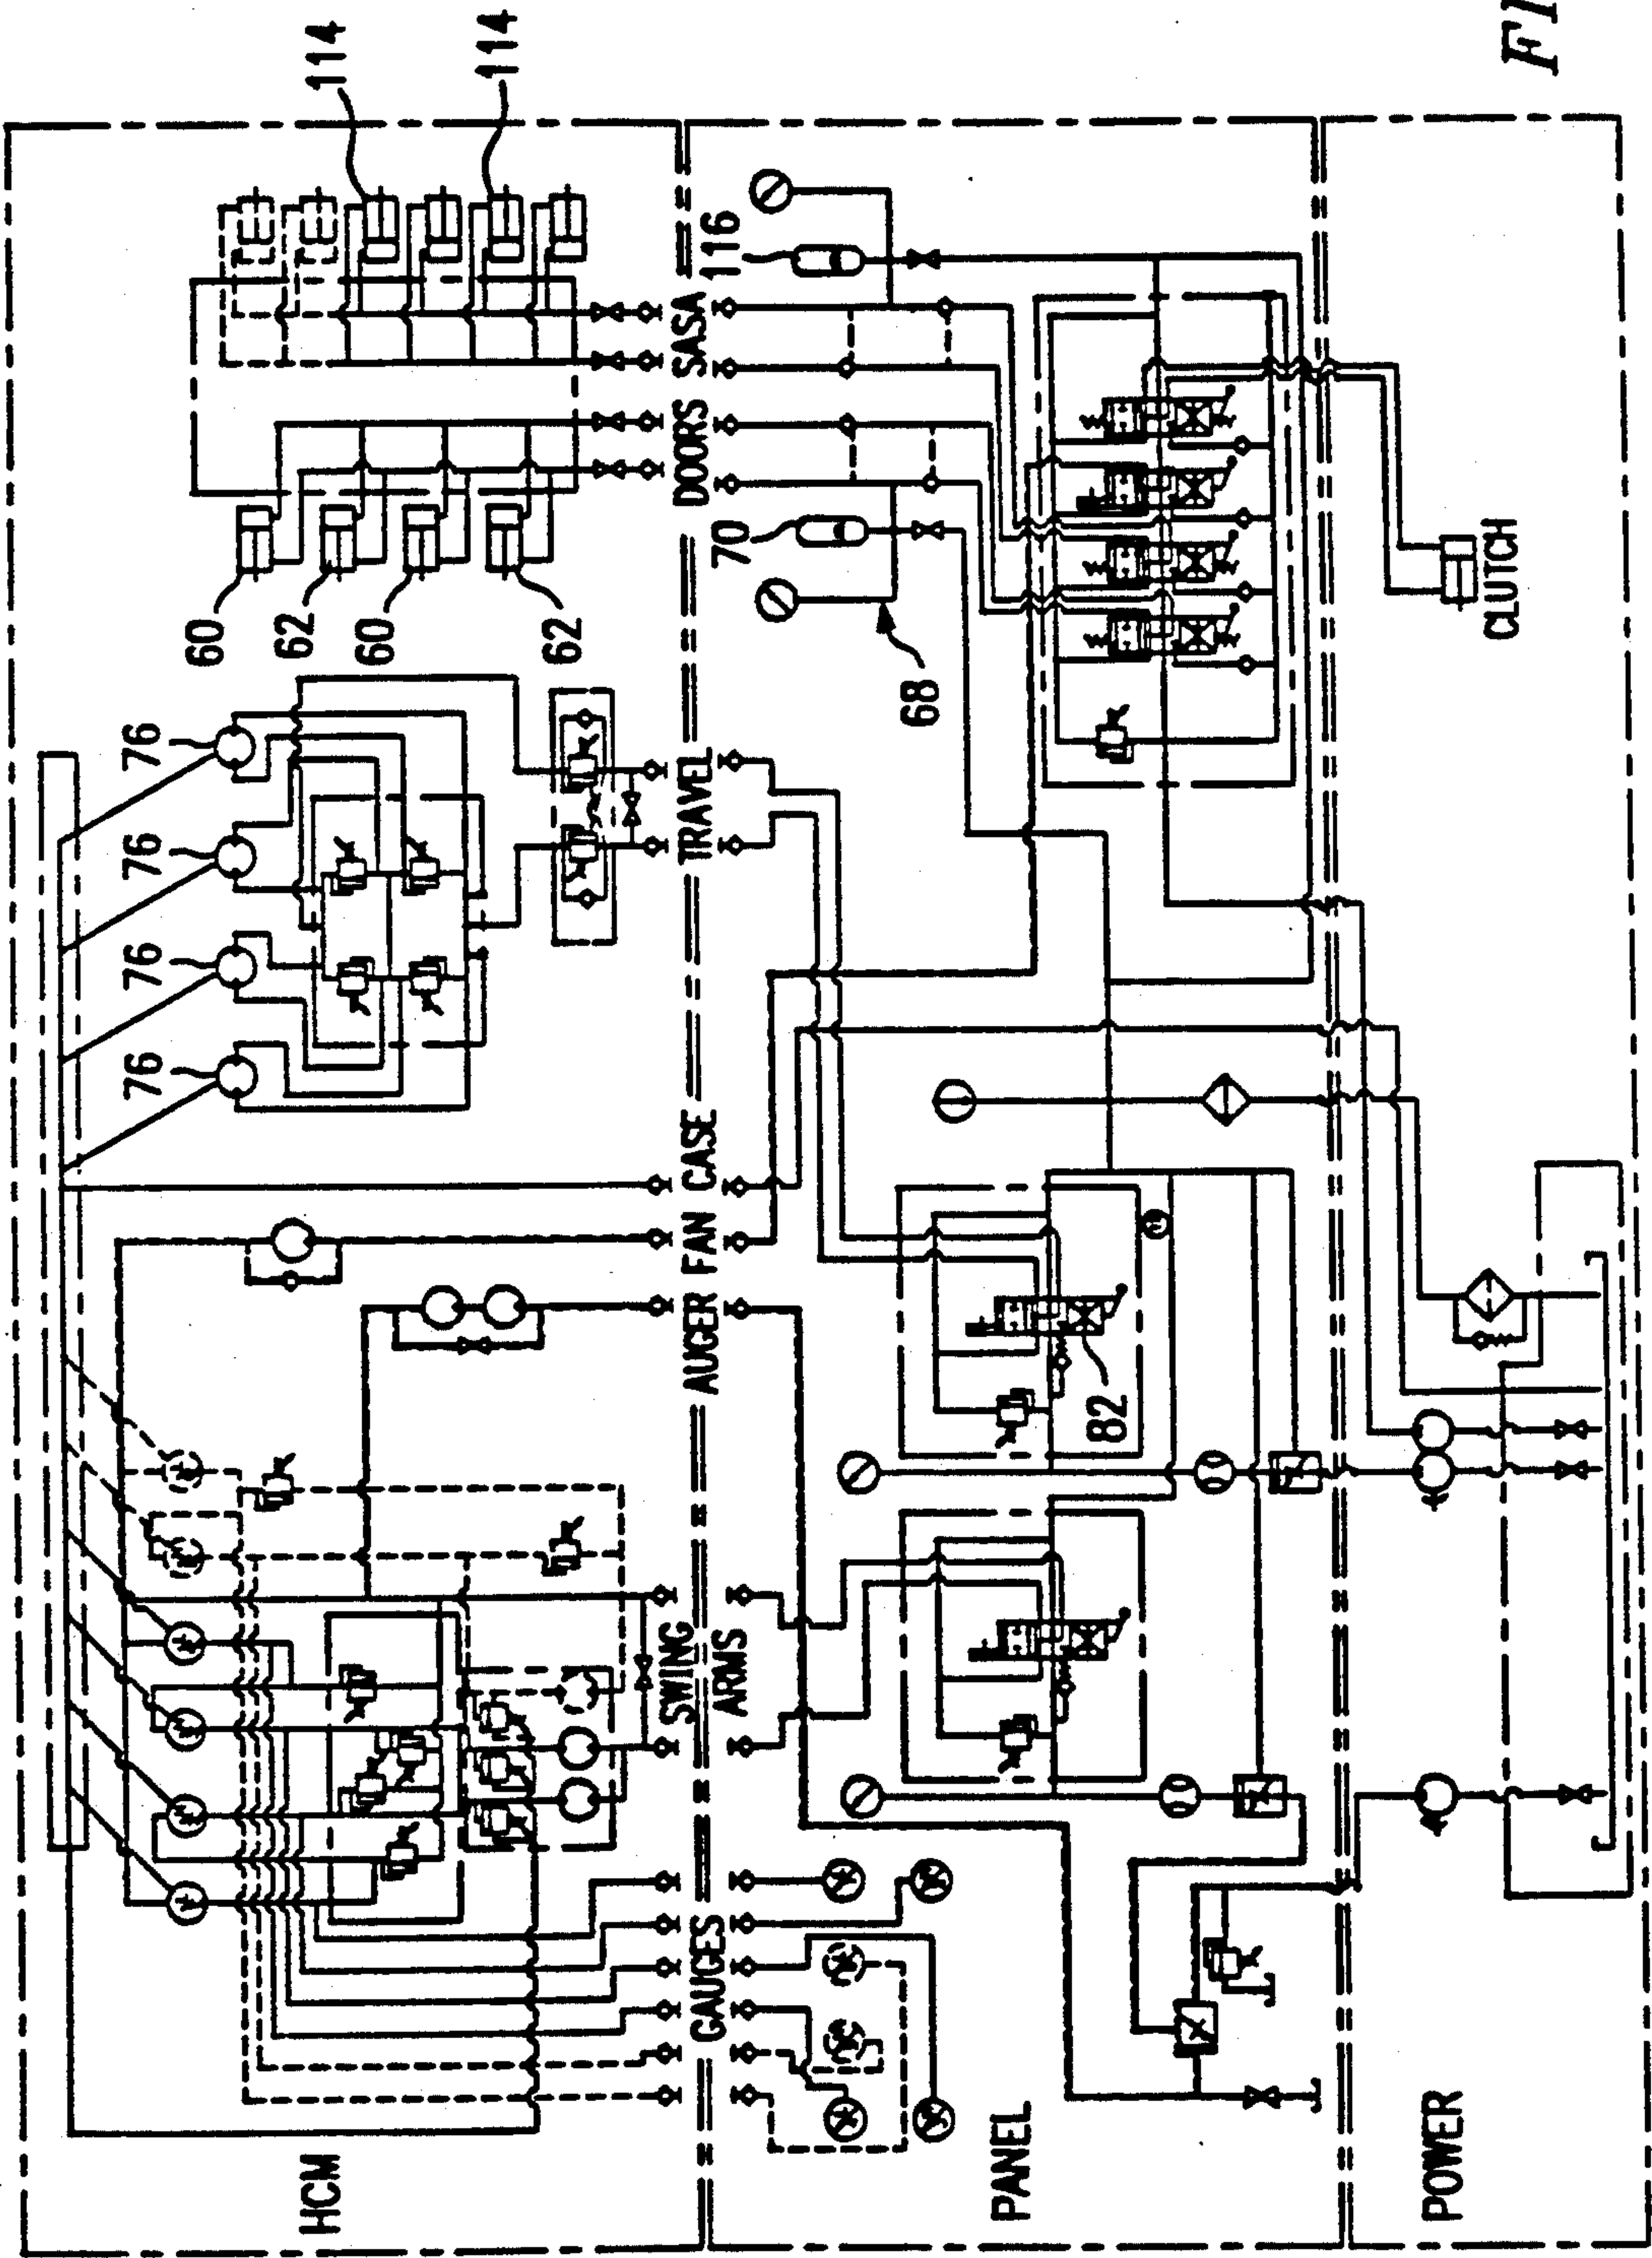 HCM
GAUGES
SWING
ARMS
AUGER
FAN
CASE
TRAVEL
DOORS
SASA
76
76
76
76
60
62
60
62
114
114
PANEL
82
68
70
116
POWER
CLUTCH